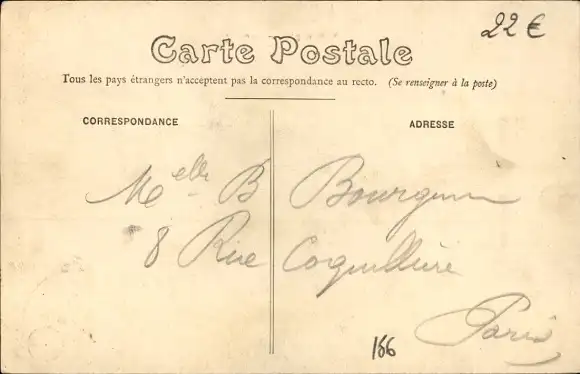 22 €
Carte Postale
Tous les pays étrangers n'acceptent pas la correspondance au recto. (Se renseigner à la poste)
CORRESPONDANCE
ADRESSE
Melle B
8 Rue Coquillière
Paris
166